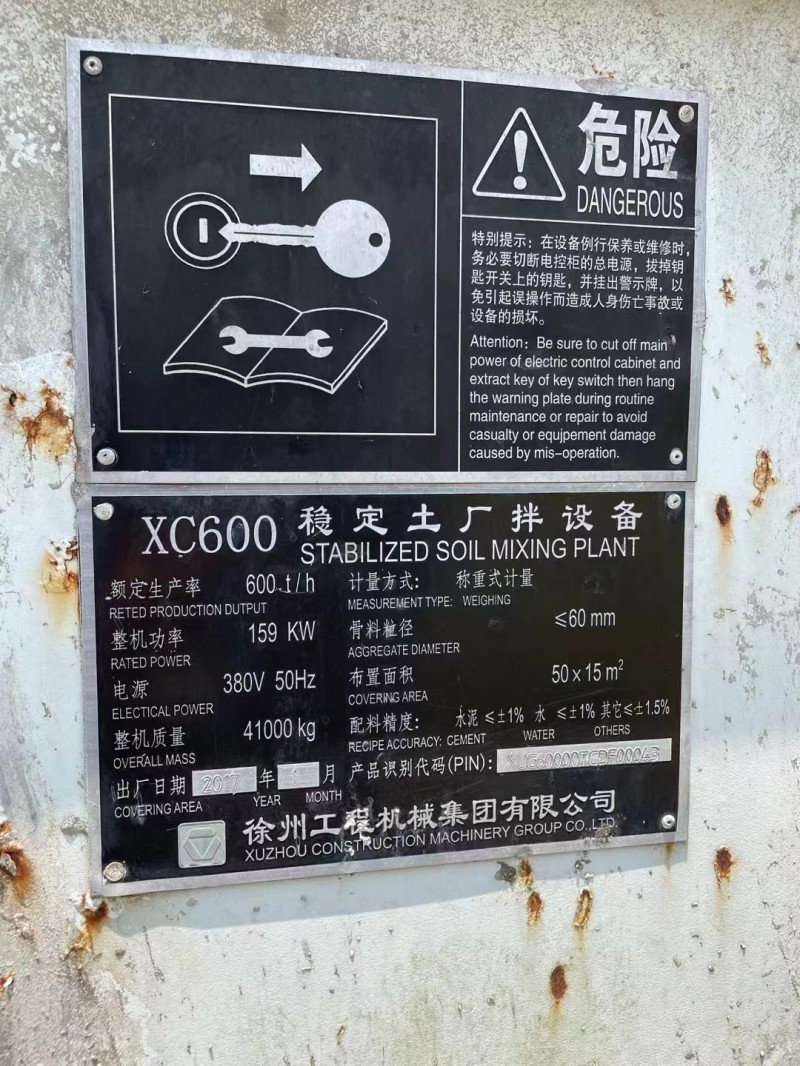 危险
DANGEROUS
特别提示：在设备例行保养或维修时，
务必要切断电控柜的总电源，拔掉钥
匙开关上的钥匙，并挂出警示牌，以
免引起误操作而造成人身伤亡事故或
设备的损坏。
Attention: Be sure to cut off main
power of electric control cabinet and
extract key of key switch then hang
the warning plate during routine
maintenance or repair to avoid
casualty or equjpement damage
caused by mis-operation.
XC600 稳定土厂拌设备
STABILIZED SOIL MIXING PLANT
额定生产率 600 t/h 计量方式： 称重式计量
RETED PRODUCTION DUTPUT MEASUREMENT TYPE: WEIGHING
整机功率 159 KW 骨料粒径 ≤60 mm
RATED POWER AGGREGATE DIAMETER
电源 380V 50Hz 布置面积 50 x 15 m²
ELECTICAL POWER COVERING AREA
整机质量 41000 kg 配料精度： 水泥 ≤±1% 水 ≤±1% 其它≤±1.5%
OVERALL MASS RECIPE ACCURACY: CEMENT WATER OTHERS
出厂日期 2017 年 1 月 产品识别代码(PIN)：
COVERING AREA YEAR MONTH
徐州工程机械集团有限公司
XUZHOU CONSTRUCTION MACHINERY GROUP CO.,LTD.